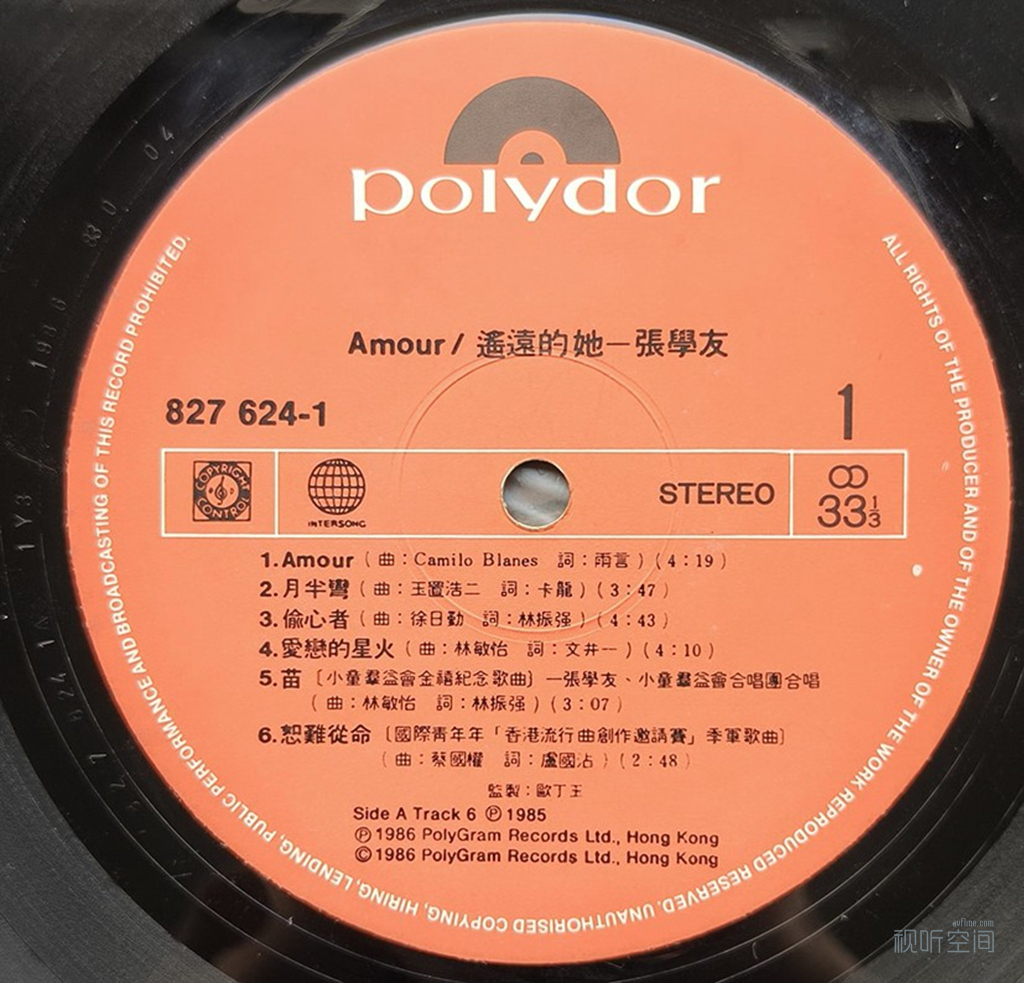 polydor
Amour / 遙遠的她—張學友
827 624-1
1
COPYRIGHT CONTROL
INTERSONG
STEREO
33⅓
1.Amour (曲:Camilo Blanes 詞:雨言)(4:19)
2.月半彎(曲:玉置浩二 詞:卡龍)(3:47)
3.偷心者(曲:徐日勤 詞:林振强)(4:43)
4.愛戀的星火(曲:林敏怡 詞:文井一)(4:10)
5.苗〔小童羣益會金禧紀念歌曲〕—張學友、小童羣益會合唱團合唱
(曲:林敏怡 詞:林振强)(3:07)
6.恕難從命〔國際青年年「香港流行曲創作邀請賽」季軍歌曲〕
(曲:蔡國權 詞:盧國沾)(2:48)
監製:歐丁玉
Side A Track 6 ℗ 1985
℗ 1986 PolyGram Records Ltd., Hong Kong
© 1986 PolyGram Records Ltd., Hong Kong
ALL RIGHTS OF THE PRODUCER AND OF THE OWNER OF THE WORK REPRODUCED RESERVED. UNAUTHORISED COPYING, HIRING, LENDING, PUBLIC PERFORMANCE AND BROADCASTING OF THIS RECORD PROHIBITED.
视听空间